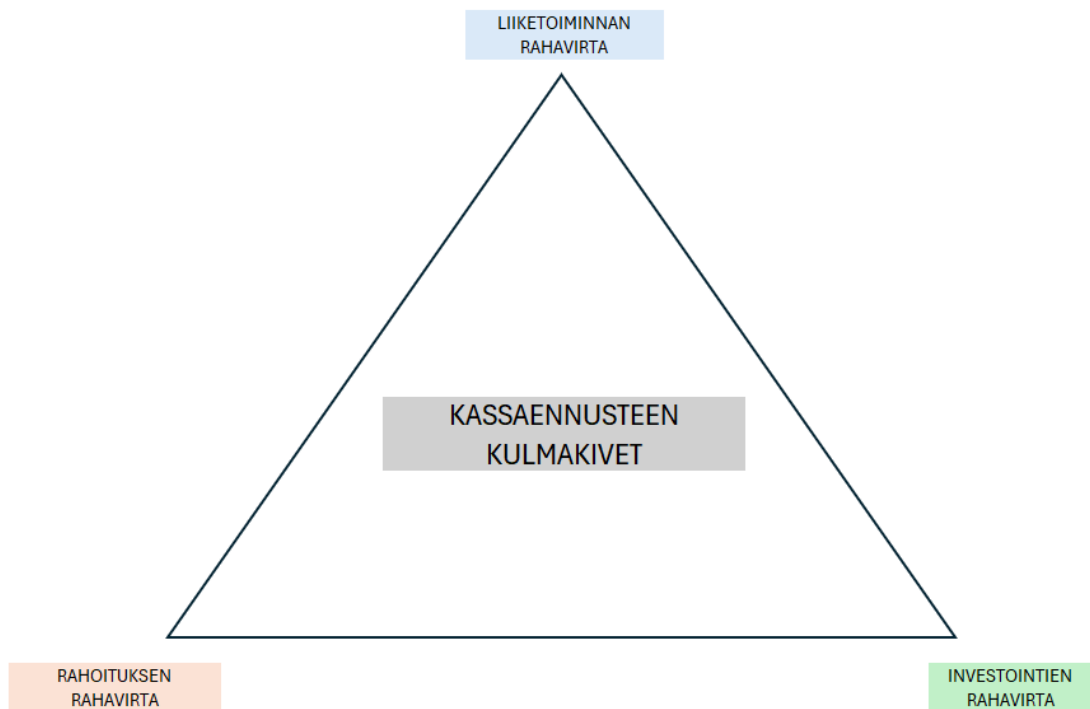 LIIKETOIMINNAN
RAHAVIRTA
KASSAENNUSTEEN
KULMAKIVET
RAHOITUKSEN
RAHAVIRTA
INVESTOINTIEN
RAHAVIRTA